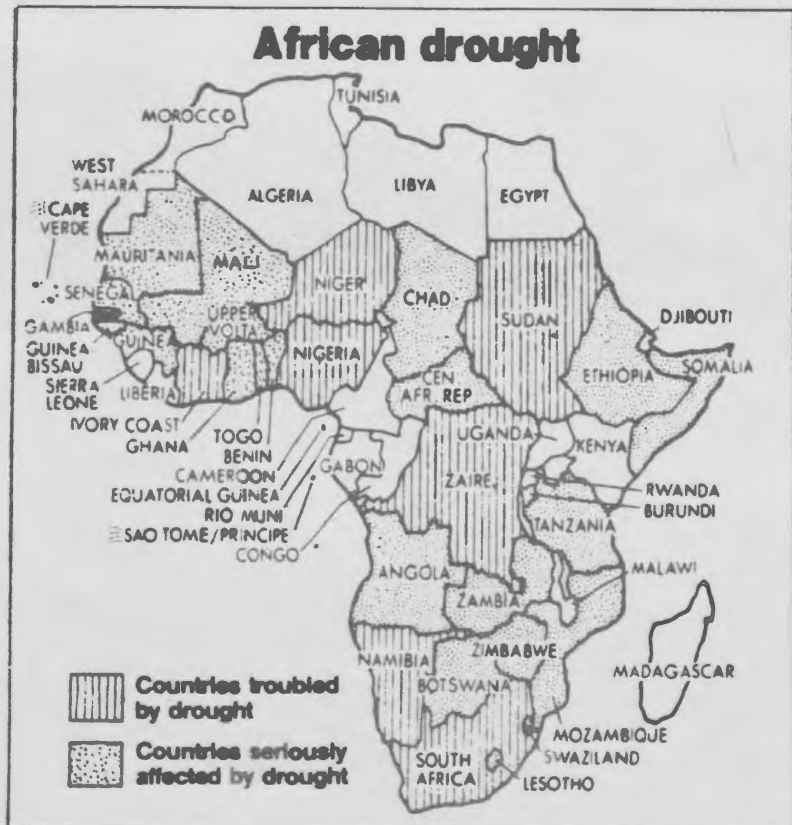 African drought
TUNISIA
MOROCCO
WEST
SAHARA
ALGERIA
LIBYA
EGYPT
CAPE
VERDE
MAURITANIA
MALI
NIGER
CHAD
SUDAN
SENEGAL
GAMBIA
GUINEA
BISSAU
GUINEA
UPPER
VOLTA
NIGERIA
DJIBOUTI
ETHIOPIA
SOMALIA
SIERRA
LEONE
LIBERIA
IVORY COAST
GHANA
TOGO
BENIN
CEN
AFR. REP
CAMEROON
EQUATORIAL GUINEA
RIO MUNI
SAO TOME/PRINCIPE
CONGO
GABON
UGANDA
KENYA
ZAIRE
RWANDA
BURUNDI
TANZANIA
ANGOLA
ZAMBIA
MALAWI
NAMIBIA
ZIMBABWE
BOTSWANA
MADAGASCAR
MOZAMBIQUE
SWAZILAND
SOUTH
AFRICA
LESOTHO
Countries troubled
by drought
Countries seriously
affected by drought